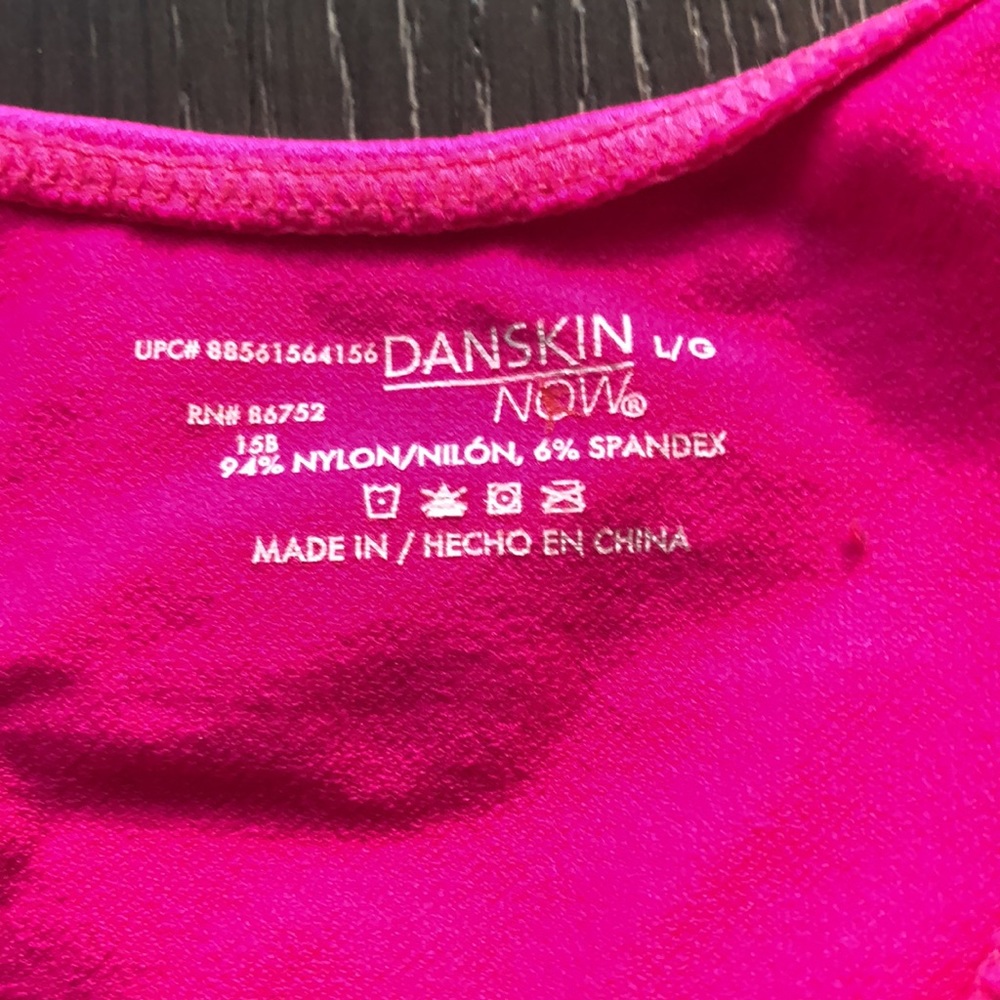 UPC# 88561564156 DANSKIN L/G
NOW®
RN# 86752
15B
94% NYLON/NILÓN, 6% SPANDEX
MADE IN / HECHO EN CHINA